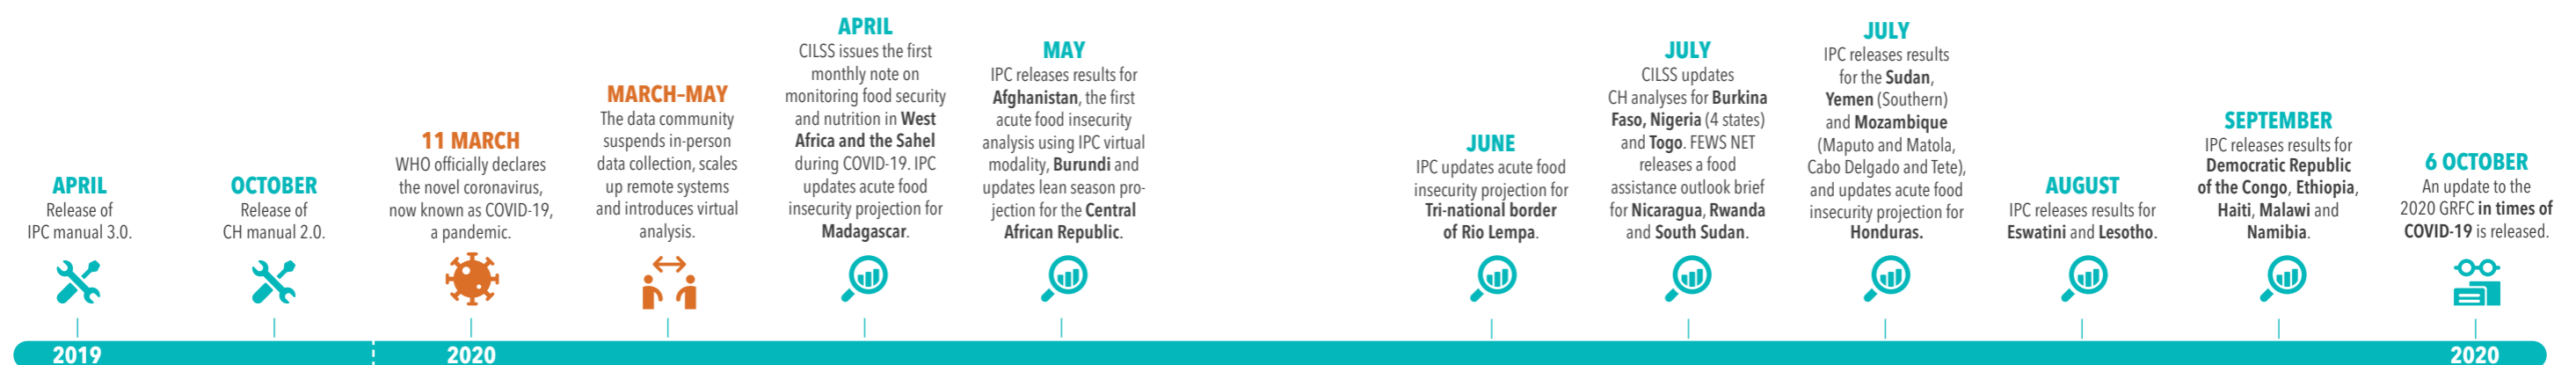 APRIL
Release of
IPC manual 3.0.
OCTOBER
Release of
CH manual 2.0.
11 MARCH
WHO officially declares
the novel coronavirus,
now known as COVID-19,
a pandemic.
MARCH–MAY
The data community
suspends in-person
data collection, scales
up remote systems
and introduces virtual
analysis.
APRIL
CILSS issues the first
monthly note on
monitoring food security
and nutrition in West
Africa and the Sahel
during COVID-19. IPC
updates acute food
insecurity projection for
Madagascar.
MAY
IPC releases results for
Afghanistan, the first
acute food insecurity
analysis using IPC virtual
modality, Burundi and
updates lean season pro-
jection for the Central
African Republic.
JUNE
IPC updates acute food
insecurity projection for
Tri-national border
of Rio Lempa.
JULY
CILSS updates
CH analyses for Burkina
Faso, Nigeria (4 states)
and Togo. FEWS NET
releases a food
assistance outlook brief
for Nicaragua, Rwanda
and South Sudan.
JULY
IPC releases results
for the Sudan,
Yemen (Southern)
and Mozambique
(Maputo and Matola,
Cabo Delgado and Tete),
and updates acute food
insecurity projection for
Honduras.
AUGUST
IPC releases results for
Eswatini and Lesotho.
SEPTEMBER
IPC releases results for
Democratic Republic
of the Congo, Ethiopia,
Haiti, Malawi and
Namibia.
6 OCTOBER
An update to the
2020 GRFC in times of
COVID-19 is released.
2019
2020
2020